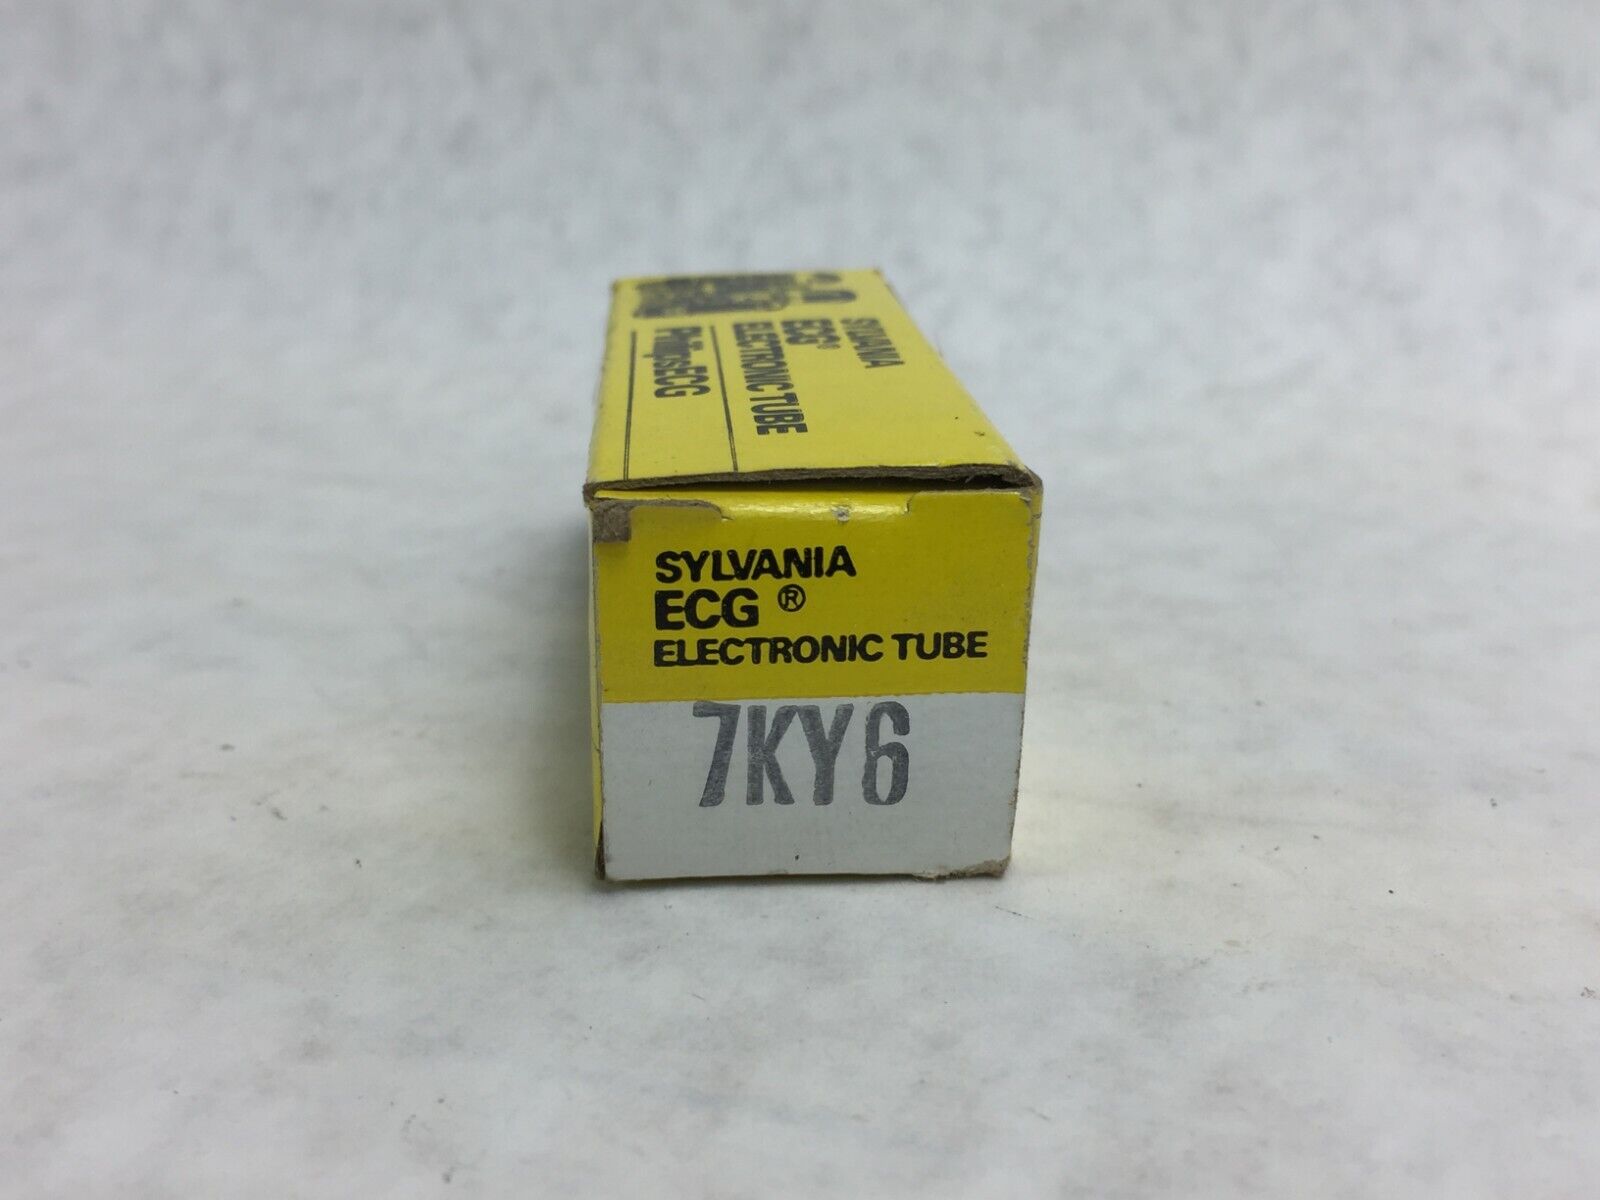 SYLVANIA
ECG®
ELECTRONIC TUBE
PhilipsECG
SYLVANIA
ECG ®
ELECTRONIC TUBE
7KY6